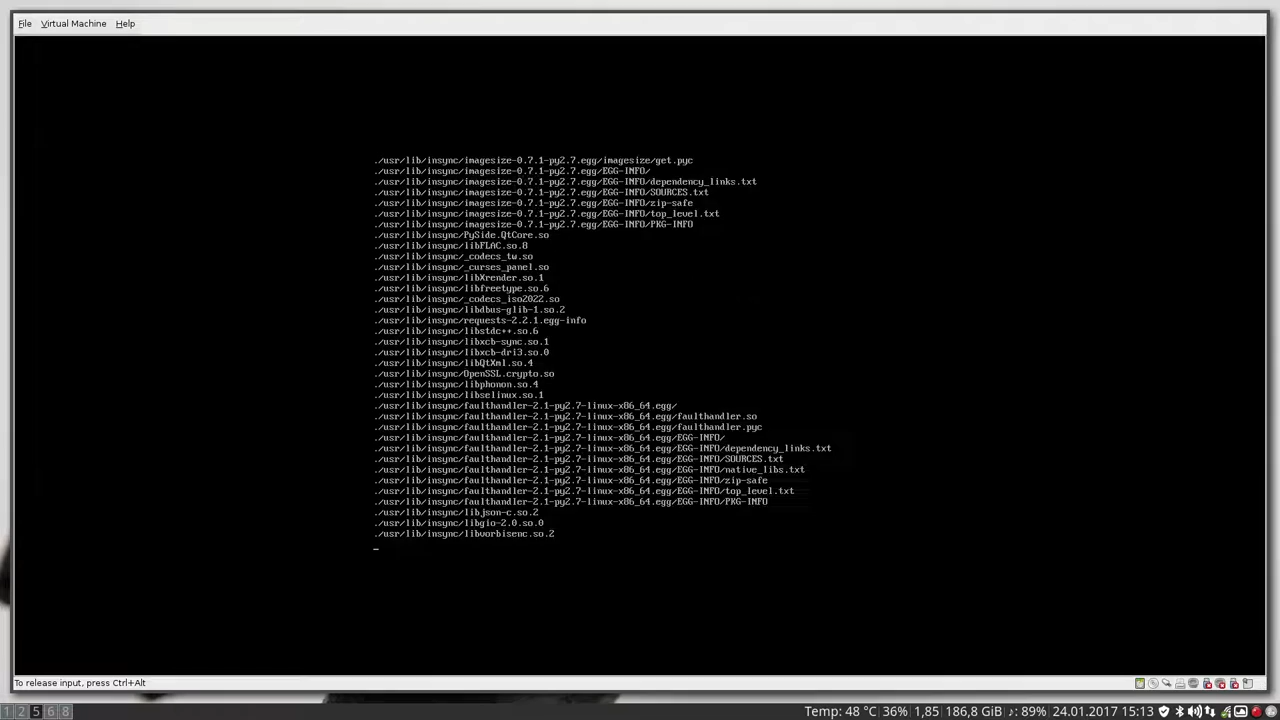 File Virtual Machine Help
./usr/lib/insync/imagesize-0.7.1-py2.7.egg/imagesize/get.pyc
./usr/lib/insync/imagesize-0.7.1-py2.7.egg/EGG-INFO/
./usr/lib/insync/imagesize-0.7.1-py2.7.egg/EGG-INFO/dependency_links.txt
./usr/lib/insync/imagesize-0.7.1-py2.7.egg/EGG-INFO/SOURCES.txt
./usr/lib/insync/imagesize-0.7.1-py2.7.egg/EGG-INFO/zip-safe
./usr/lib/insync/imagesize-0.7.1-py2.7.egg/EGG-INFO/top_level.txt
./usr/lib/insync/imagesize-0.7.1-py2.7.egg/EGG-INFO/PKG-INFO
./usr/lib/insync/PySide.QtCore.so
./usr/lib/insync/libFLAC.so.8
./usr/lib/insync/_codecs_tw.so
./usr/lib/insync/_curses_panel.so
./usr/lib/insync/libXrender.so.1
./usr/lib/insync/libfreetype.so.6
./usr/lib/insync/_codecs_iso2022.so
./usr/lib/insync/libdbus-glib-1.so.2
./usr/lib/insync/requests-2.2.1.egg-info
./usr/lib/insync/libstdc++.so.6
./usr/lib/insync/libxcb-sync.so.1
./usr/lib/insync/libxcb-dri3.so.0
./usr/lib/insync/libQtXml.so.4
./usr/lib/insync/OpenSSL.crypto.so
./usr/lib/insync/libphonon.so.4
./usr/lib/insync/libselinux.so.1
./usr/lib/insync/faulthandler-2.1-py2.7-linux-x86_64.egg/
./usr/lib/insync/faulthandler-2.1-py2.7-linux-x86_64.egg/faulthandler.so
./usr/lib/insync/faulthandler-2.1-py2.7-linux-x86_64.egg/faulthandler.pyc
./usr/lib/insync/faulthandler-2.1-py2.7-linux-x86_64.egg/EGG-INFO/
./usr/lib/insync/faulthandler-2.1-py2.7-linux-x86_64.egg/EGG-INFO/dependency_links.txt
./usr/lib/insync/faulthandler-2.1-py2.7-linux-x86_64.egg/EGG-INFO/SOURCES.txt
./usr/lib/insync/faulthandler-2.1-py2.7-linux-x86_64.egg/EGG-INFO/native_libs.txt
./usr/lib/insync/faulthandler-2.1-py2.7-linux-x86_64.egg/EGG-INFO/zip-safe
./usr/lib/insync/faulthandler-2.1-py2.7-linux-x86_64.egg/EGG-INFO/top_level.txt
./usr/lib/insync/faulthandler-2.1-py2.7-linux-x86_64.egg/EGG-INFO/PKG-INFO
./usr/lib/insync/libjson-c.so.2
./usr/lib/insync/libgio-2.0.so.0
./usr/lib/insync/libvorbisenc.so.2
_
To release input, press Ctrl+Alt
1 2 5 6 8 Temp: 48 °C 36% 1,85 186,8 GiB ♪: 89% 24.01.2017 15:13